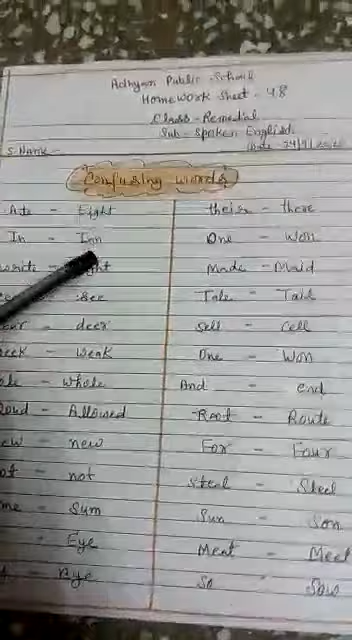 Adhyan Public School
Homework Sheet - 48
Class - Remedial
Sub - Spoken English
S. Name - Date
Confusing words
Ate - Eight
their - there
In - Inn
One - Won
Made - Maid
see
Tale - Tail
deer
Sell - Cell
weak
One - Won
whole
And - end
Allowed
Root - Route
new
For - Four
not
Steal - Steel
Sum
Sun - Son
Eye
Meat - Meet
Rye
So - Sow